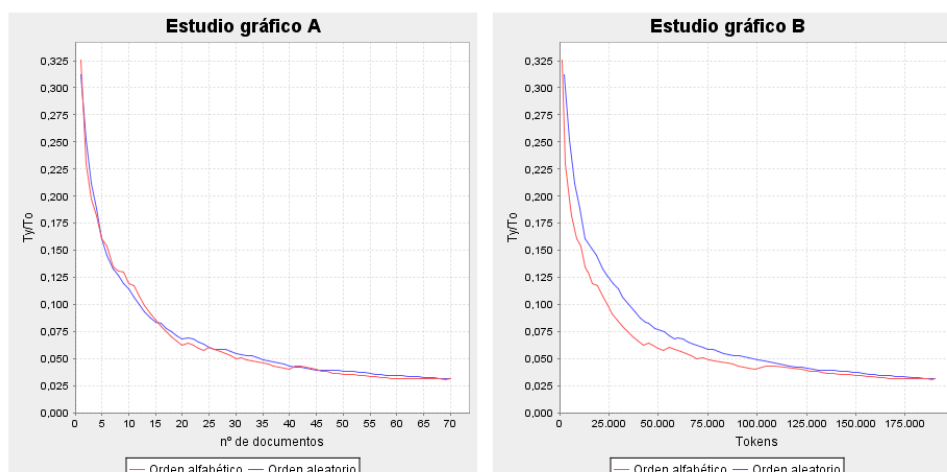 Estudio gráfico A
Ty/To
0,325
0,300
0,275
0,250
0,225
0,200
0,175
0,150
0,125
0,100
0,075
0,050
0,025
0,000
0 5 10 15 20 25 30 35 40 45 50 55 60 65 70
nº de documentos
Orden alfabético Orden aleatorio
Estudio gráfico B
Ty/To
0,325
0,300
0,275
0,250
0,225
0,200
0,175
0,150
0,125
0,100
0,075
0,050
0,025
0,000
0 25.000 50.000 75.000 100.000 125.000 150.000 175.000
Tokens
Orden alfabético Orden aleatorio